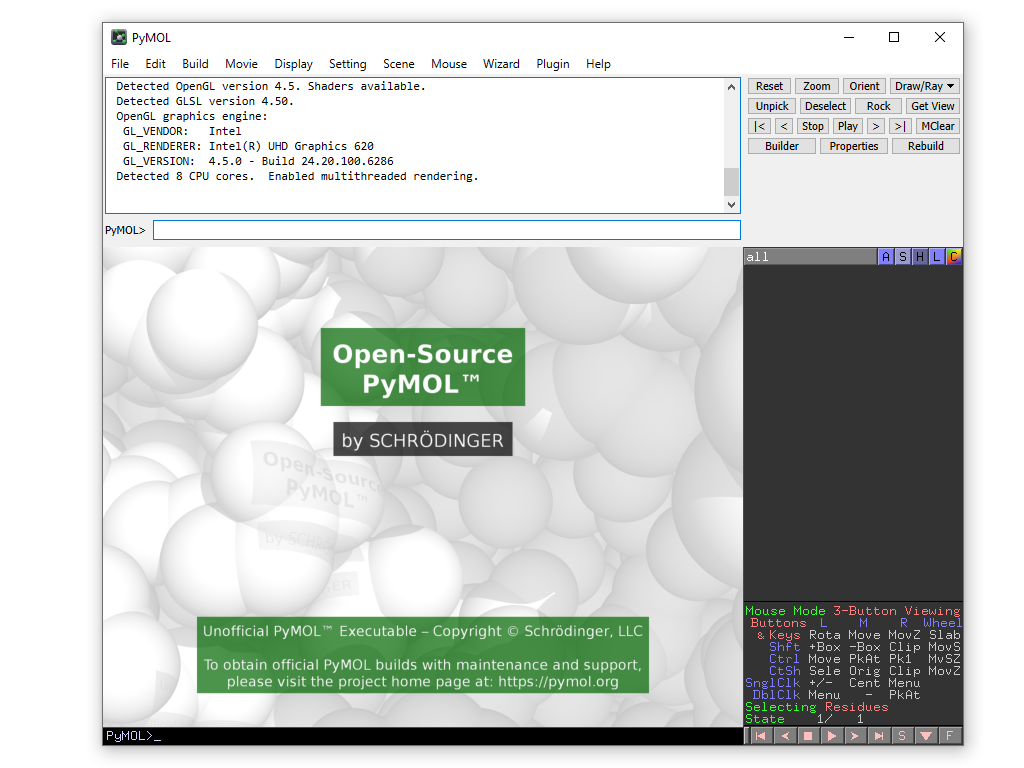 PyMOL
File Edit Build Movie Display Setting Scene Mouse Wizard Plugin Help
Detected OpenGL version 4.5. Shaders available.
Detected GLSL version 4.50.
OpenGL graphics engine:
GL_VENDOR: Intel
GL_RENDERER: Intel(R) UHD Graphics 620
GL_VERSION: 4.5.0 - Build 24.20.100.6286
Detected 8 CPU cores. Enabled multithreaded rendering.
PyMOL>
Reset Zoom Orient Draw/Ray
Unpick Deselect Rock Get View
|< < Stop Play > >| MClear
Builder Properties Rebuild
all A S H L C
Open-Source
PyMOL™
by SCHRÖDINGER
Open-Source
PyMOL™
by SCHR
GER
Unofficial PyMOL™ Executable – Copyright © Schrödinger, LLC
To obtain official PyMOL builds with maintenance and support,
please visit the project home page at: https://pymol.org
PyMOL>_
Mouse Mode 3-Button Viewing
Buttons L M R Wheel
& Keys Rota Move MovZ Slab
Shft +Box -Box Clip MovS
Ctrl Move PkAt Pk1 MvSZ
CtSh Sele Orig Clip MovZ
SnglClk +/- Cent Menu
DblClk Menu - PkAt
Selecting Residues
State 1/ 1
S F